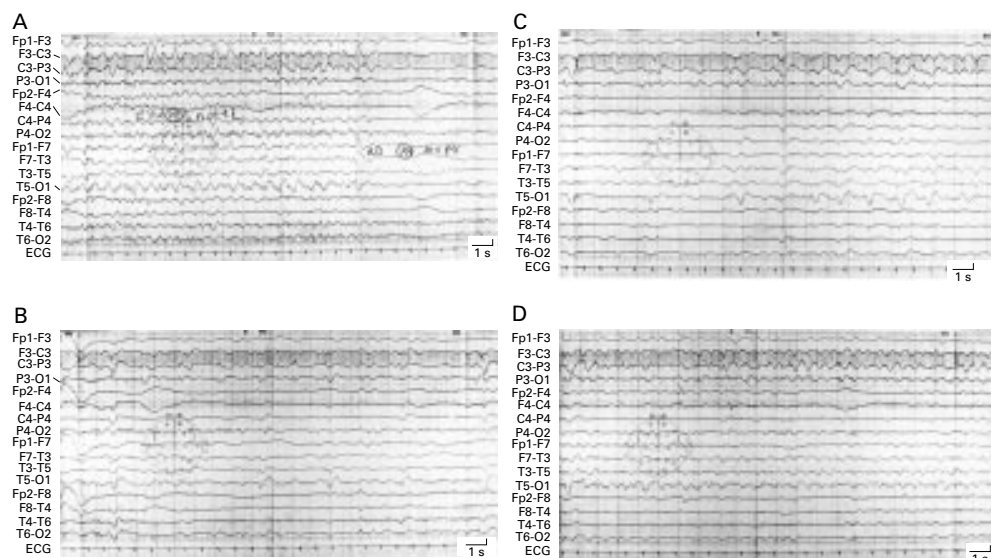 A
Fp1-F3
F3-C3
C3-P3
P3-O1
Fp2-F4
F4-C4
C4-P4
P4-O2
Fp1-F7
F7-T3
T3-T5
T5-O1
Fp2-F8
F8-T4
T4-T6
T6-O2
ECG
1 s
B
Fp1-F3
F3-C3
C3-P3
P3-O1
Fp2-F4
F4-C4
C4-P4
P4-O2
Fp1-F7
F7-T3
T3-T5
T5-O1
Fp2-F8
F8-T4
T4-T6
T6-O2
ECG
1 s
C
Fp1-F3
F3-C3
C3-P3
P3-O1
Fp2-F4
F4-C4
C4-P4
P4-O2
Fp1-F7
F7-T3
T3-T5
T5-O1
Fp2-F8
F8-T4
T4-T6
T6-O2
ECG
1 s
D
Fp1-F3
F3-C3
C3-P3
P3-O1
Fp2-F4
F4-C4
C4-P4
P4-O2
Fp1-F7
F7-T3
T3-T5
T5-O1
Fp2-F8
F8-T4
T4-T6
T6-O2
ECG
1 s